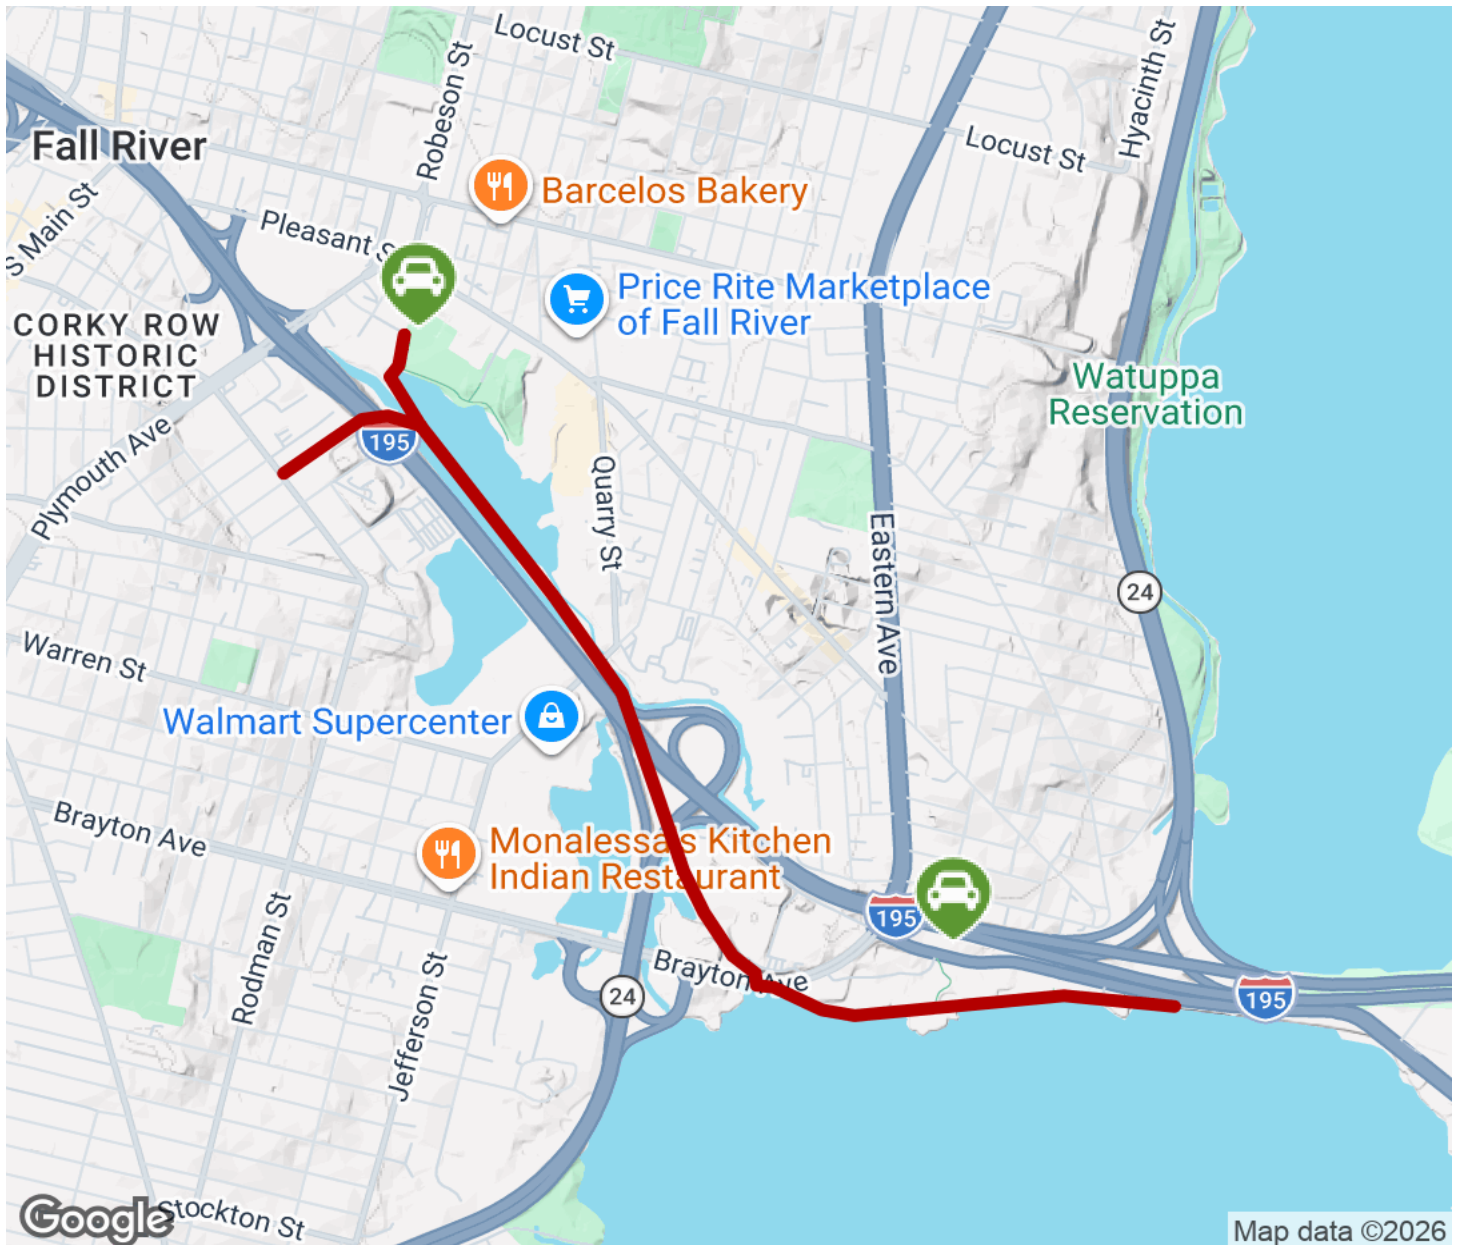 Locust St
Robeson St
Hyacinth St
Fall River
Locust St
S Main St
Barcelos Bakery
Pleasant S
Price Rite Marketplace
of Fall River
CORKY ROW
HISTORIC
DISTRICT
Watuppa
Reservation
195
Plymouth Ave
Quarry St
Eastern Ave
24
Warren St
Walmart Supercenter
Brayton Ave
Monalessa's Kitchen
Indian Restaurant
195
Rodman St
Brayton Ave
Jefferson St
24
195
Stockton St
Google
Map data ©2026